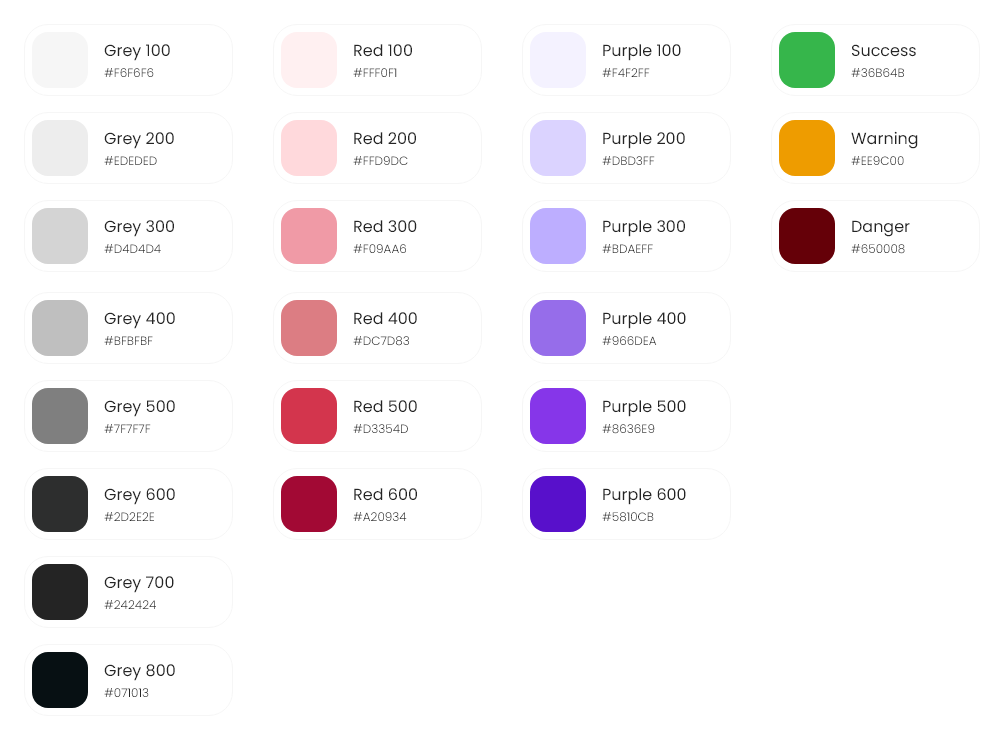 Grey 100
#F6F6F6
Grey 200
#EDEDED
Grey 300
#D4D4D4
Grey 400
#BFBFBF
Grey 500
#7F7F7F
Grey 600
#2D2E2E
Grey 700
#242424
Grey 800
#071013
Red 100
#FFF0F1
Red 200
#FFD9DC
Red 300
#F09AA6
Red 400
#DC7D83
Red 500
#D3354D
Red 600
#A20934
Purple 100
#F4F2FF
Purple 200
#DBD3FF
Purple 300
#BDAEFF
Purple 400
#966DEA
Purple 500
#8636E9
Purple 600
#5810CB
Success
#36B64B
Warning
#EE9C00
Danger
#650008